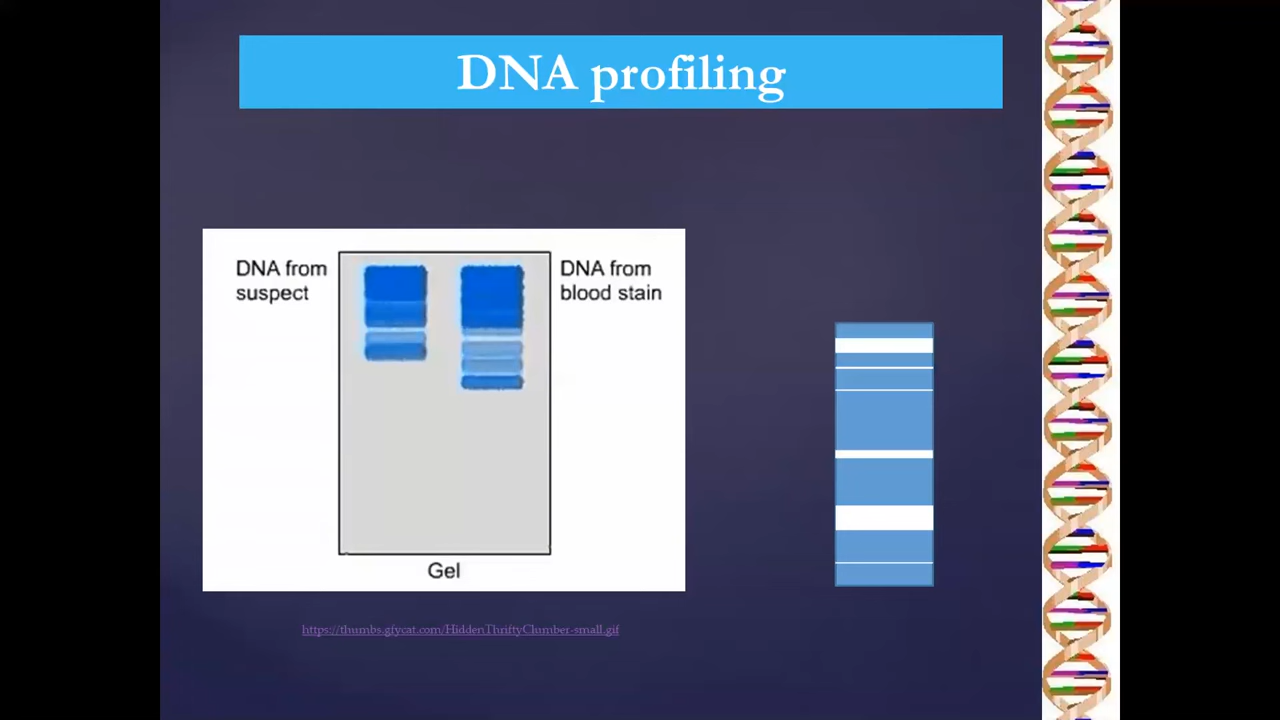 DNA profiling
DNA from
suspect
DNA from
blood stain
Gel
https://thumbs.gfycat.com/HiddenThriftyClumber-small.gif